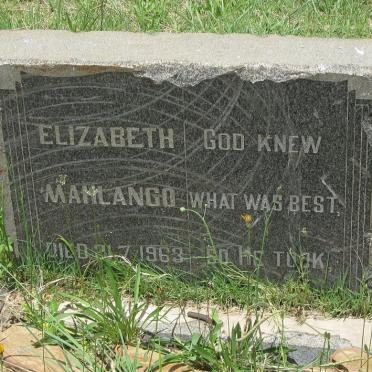 ELIZABETH
MAHLANGO
DIED 21.7.1963
GOD KNEW
WHAT WAS BEST,
SO HE TOOK